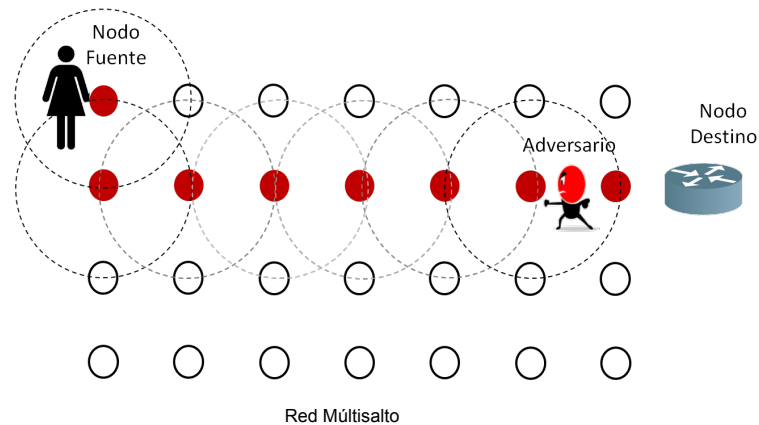 Nodo
Fuente
Nodo
Destino
Adversario
Red Múltisalto